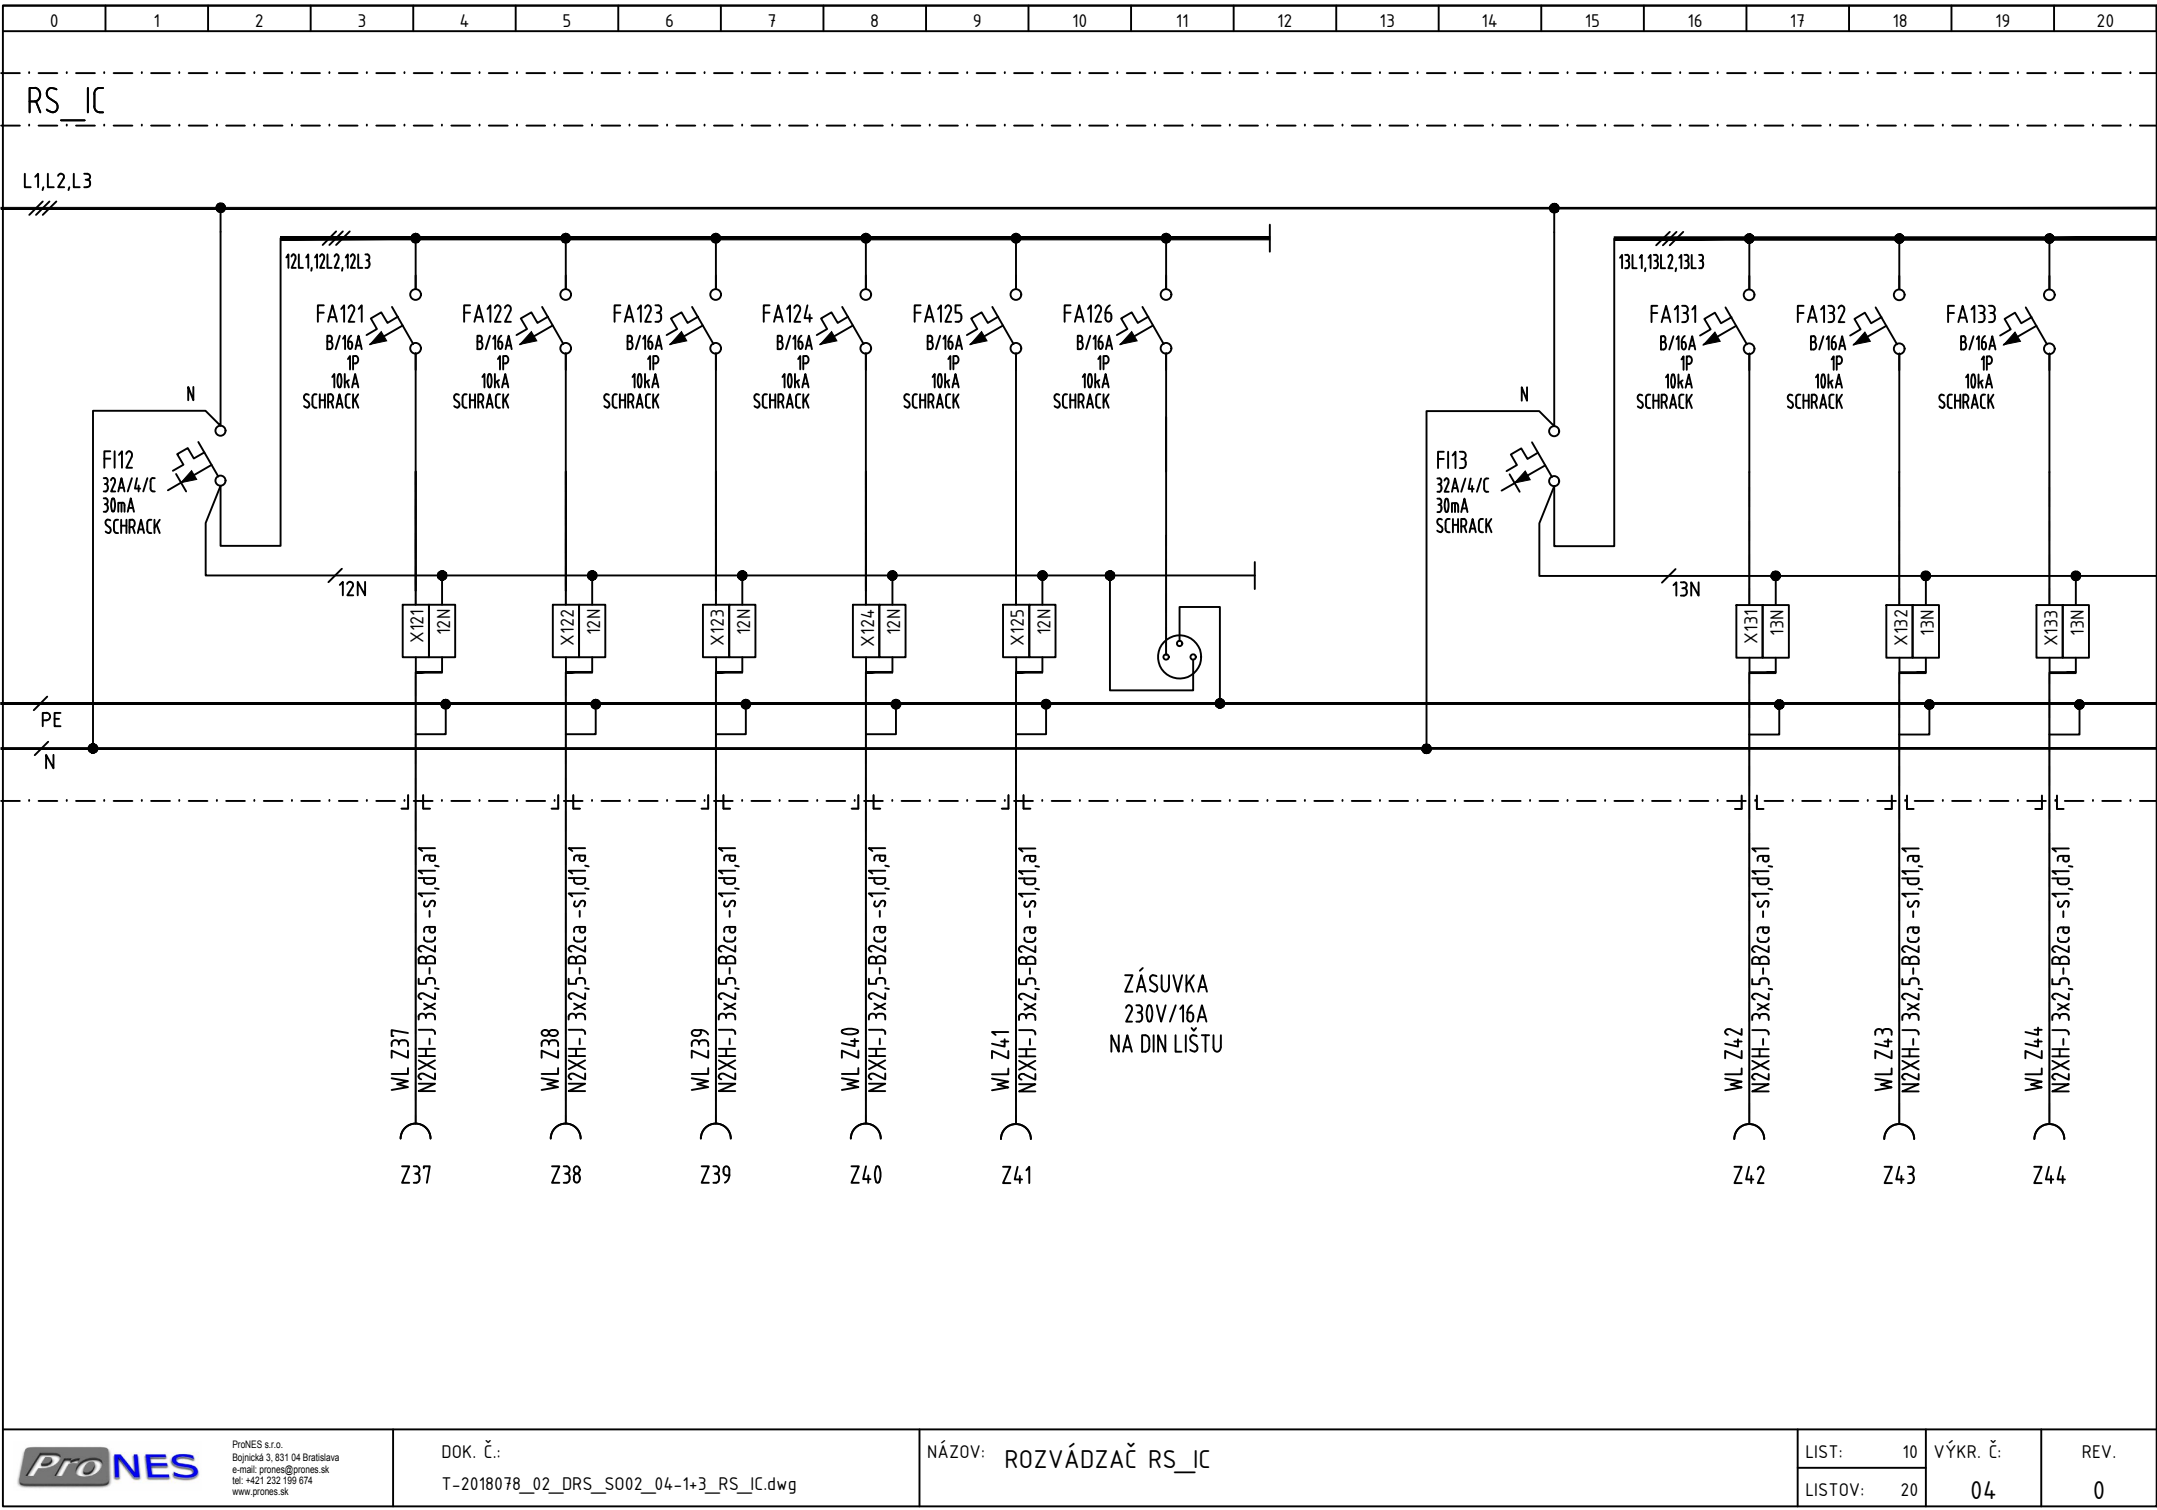 0 1 2 3 4 5 6 7 8 9 10 11 12 13 14 15 16 17 18 19 20
RS_IC
L1,L2,L3
12L1,12L2,12L3
13L1,13L2,13L3
FA121
B/16A
1P
10kA
SCHRACK
FA122
B/16A
1P
10kA
SCHRACK
FA123
B/16A
1P
10kA
SCHRACK
FA124
B/16A
1P
10kA
SCHRACK
FA125
B/16A
1P
10kA
SCHRACK
FA126
B/16A
1P
10kA
SCHRACK
FA131
B/16A
1P
10kA
SCHRACK
FA132
B/16A
1P
10kA
SCHRACK
FA133
B/16A
1P
10kA
SCHRACK
N
FI12
32A/4/C
30mA
SCHRACK
N
FI13
32A/4/C
30mA
SCHRACK
12N
13N
X121
12N
X122
12N
X123
12N
X124
12N
X125
12N
X131
13N
X132
13N
X133
13N
PE
N
WL Z37
N2XH-J 3x2,5-B2ca -s1,d1,a1
WL Z38
N2XH-J 3x2,5-B2ca -s1,d1,a1
WL Z39
N2XH-J 3x2,5-B2ca -s1,d1,a1
WL Z40
N2XH-J 3x2,5-B2ca -s1,d1,a1
WL Z41
N2XH-J 3x2,5-B2ca -s1,d1,a1
ZÁSUVKA
230V/16A
NA DIN LIŠTU
WL Z42
N2XH-J 3x2,5-B2ca -s1,d1,a1
WL Z43
N2XH-J 3x2,5-B2ca -s1,d1,a1
WL Z44
N2XH-J 3x2,5-B2ca -s1,d1,a1
Z37 Z38 Z39 Z40 Z41 Z42 Z43 Z44
ProNES
ProNES s.r.o.
Bojnická 3, 831 04 Bratislava
e-mail: prones@prones.sk
tel: +421 232 199 674
www.prones.sk
DOK. Č.:
T-2018078_02_DRS_SO02_04-1+3_RS_IC.dwg
NÁZOV: ROZVÁDZAČ RS_IC
LIST: 10
LISTOV: 20
VÝKR. Č:
04
REV.
0